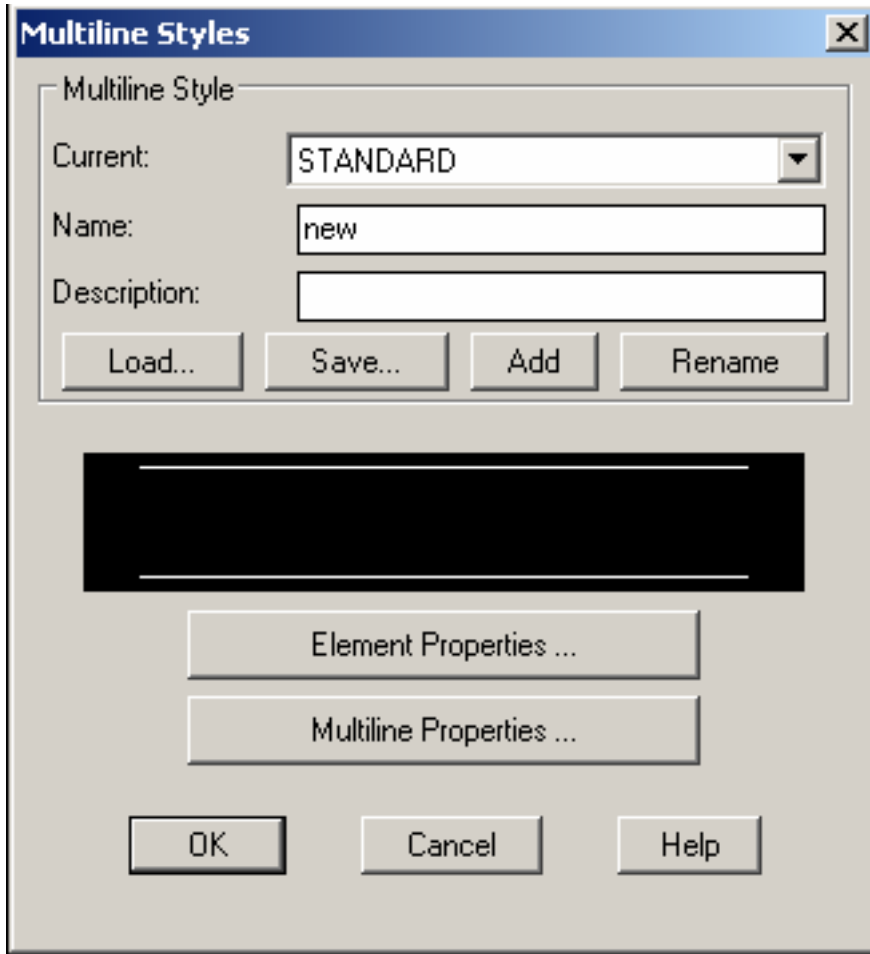 Multiline Styles
Multiline Style
Current: STANDARD
Name: new
Description:
Load... Save... Add Rename
Element Properties ...
Multiline Properties ...
OK Cancel Help